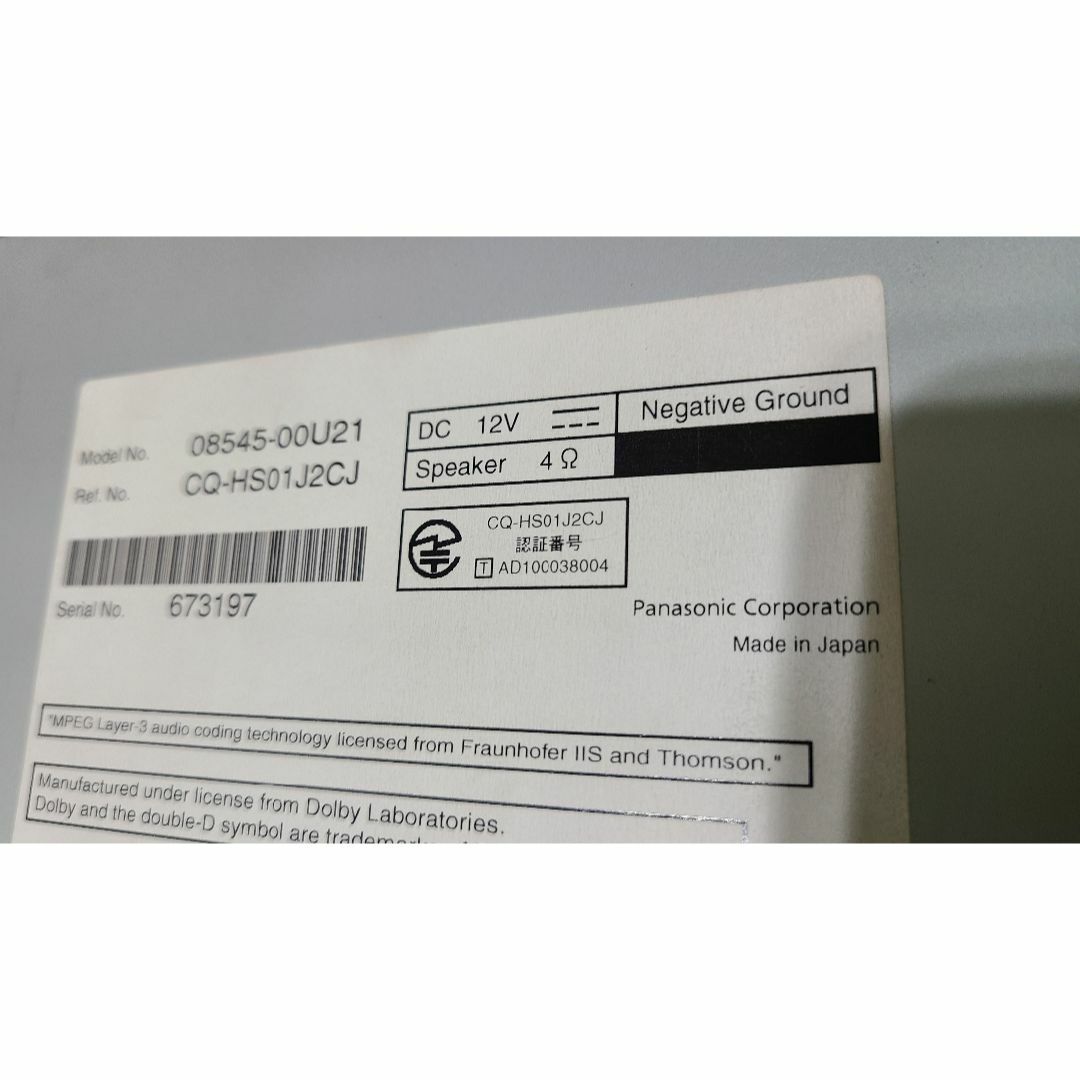 Model No. 08545-00U21
Ref. No. CQ-HS01J2CJ
Serial No. 673197
DC 12V
Negative Ground
Speaker 4Ω
CQ-HS01J2CJ
認証番号
T AD10C038004
Panasonic Corporation
Made in Japan
"MPEG Layer-3 audio coding technology licensed from Fraunhofer IIS and Thomson."
Manufactured under license from Dolby Laboratories.
Dolby and the double-D symbol are